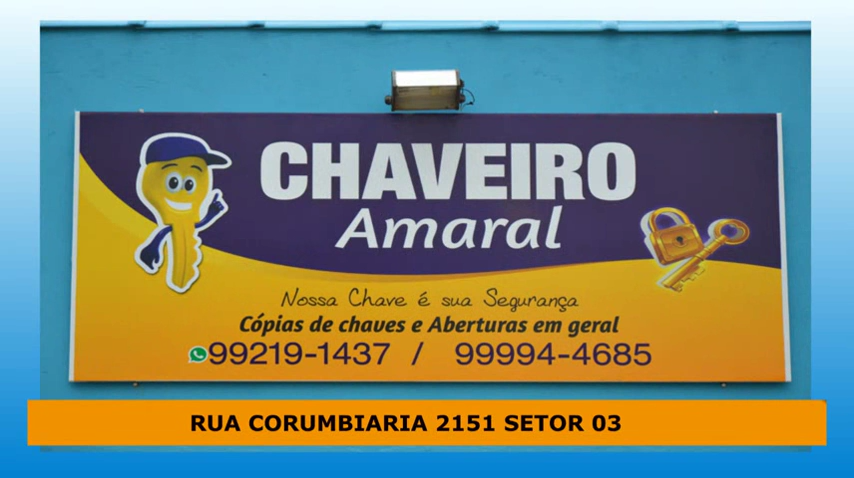 CHAVEIRO
Amaral
Nossa Chave é sua Segurança
Cópias de chaves e Aberturas em geral
99219-1437 / 99994-4685
RUA CORUMBIARIA 2151 SETOR 03